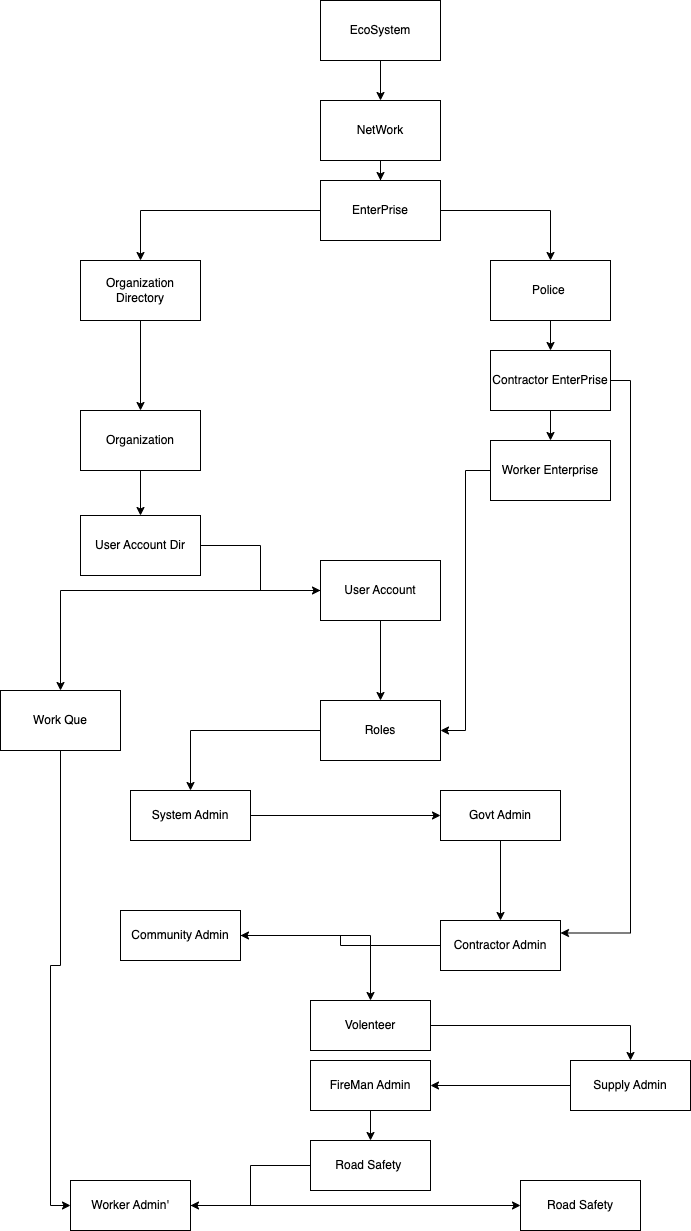 EcoSystem
NetWork
EnterPrise
Organization
Directory
Police
Contractor EnterPrise
Organization
Worker Enterprise
User Account Dir
User Account
Work Que
Roles
System Admin
Govt Admin
Community Admin
Contractor Admin
Volenteer
FireMan Admin
Supply Admin
Road Safety
Worker Admin'
Road Safety